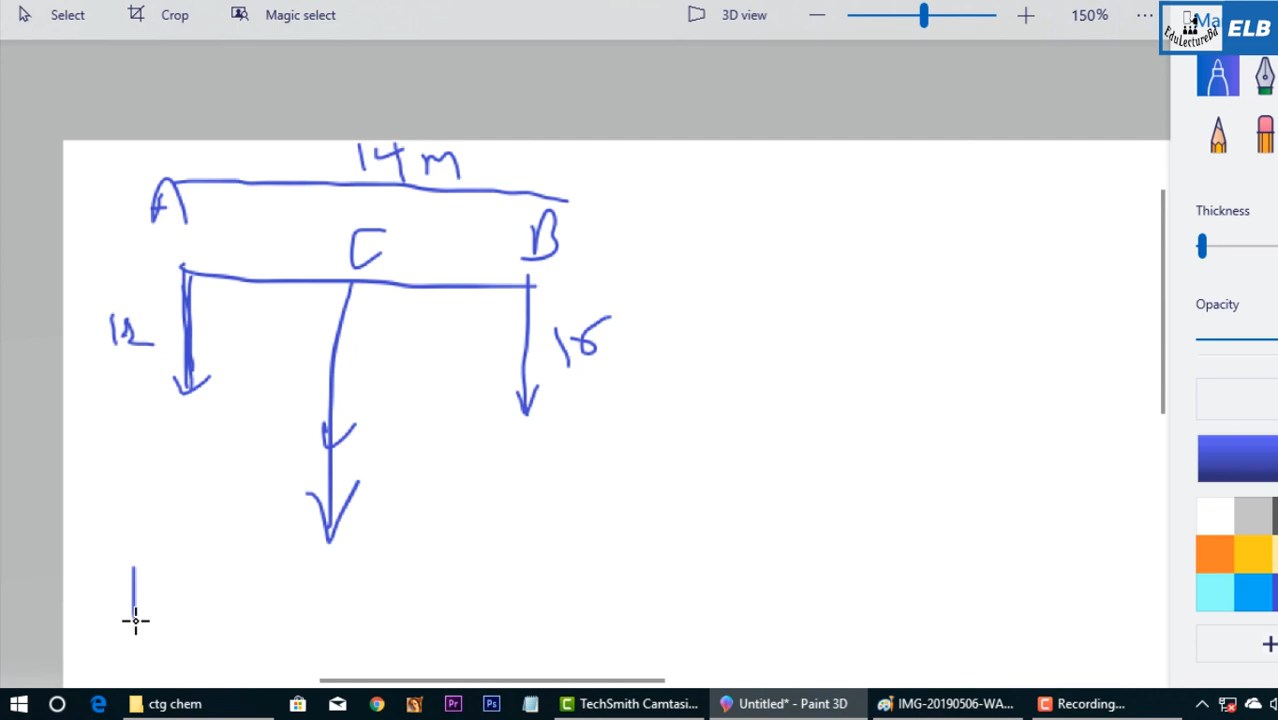 Select Crop Magic select 3D view 150%
EduLectureBd ELB
14 m
A
C B
12 16
Thickness
Opacity
ctg chem TechSmith Camtasi... Untitled* - Paint 3D IMG-20190506-WA... Recording...